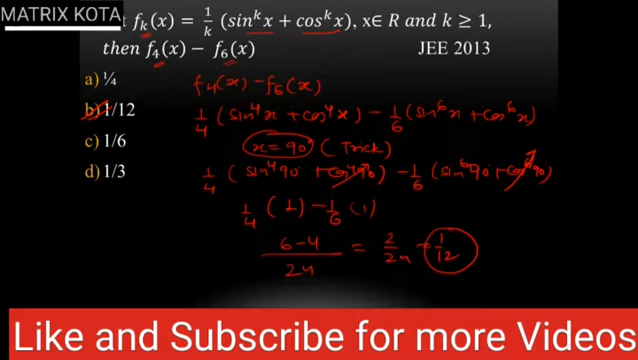 MATRIX KOTA
f_k(x) = 1/k (sin^k x + cos^k x), x∈ R and k ≥ 1,
then f_4(x) − f_6(x) JEE 2013
a) ¼
b) 1/12
c) 1/6
d) 1/3
f_4(x) − f_6(x)
1/4 (sin^4 x + cos^4 x) − 1/6 (sin^6 x + cos^6 x)
x = 90° (Trick)
1/4 (sin^4 90 + cos^4 90) − 1/6 (sin^6 90 + cos^6 90)
1/4 (1) − 1/6 (1)
6−4/24 = 2/24 = 1/12
Like and Subscribe for more Videos